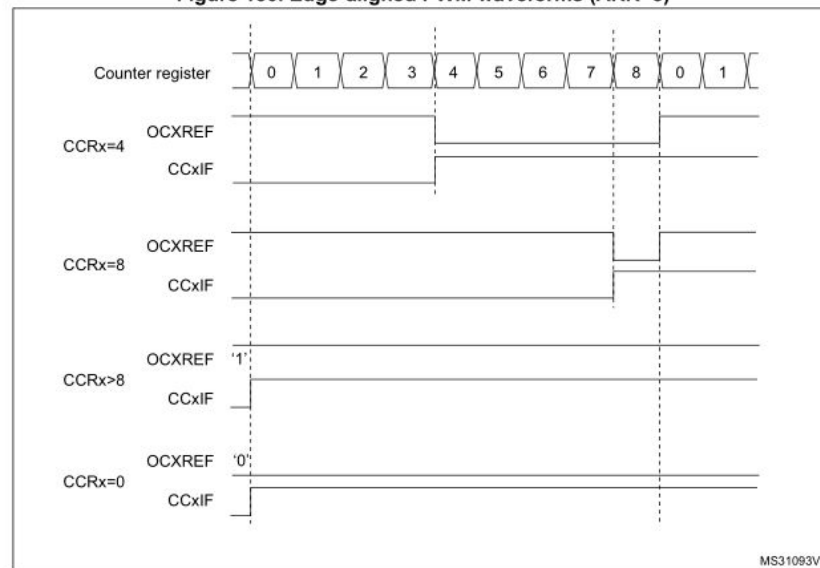 Figure 136. Edge-aligned PWM waveforms (ARR=8)
Counter register 0 1 2 3 4 5 6 7 8 0 1
OCXREF
CCRx=4
CCxIF
OCXREF
CCRx=8
CCxIF
OCXREF '1'
CCRx>8
CCxIF
OCXREF '0'
CCRx=0
CCxIF
MS31093V